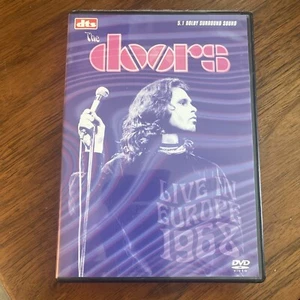 dts
5.1 DOLBY SURROUND SOUND
The
doors
LIVE IN
EUROPE
1968
DVD
VIDEO